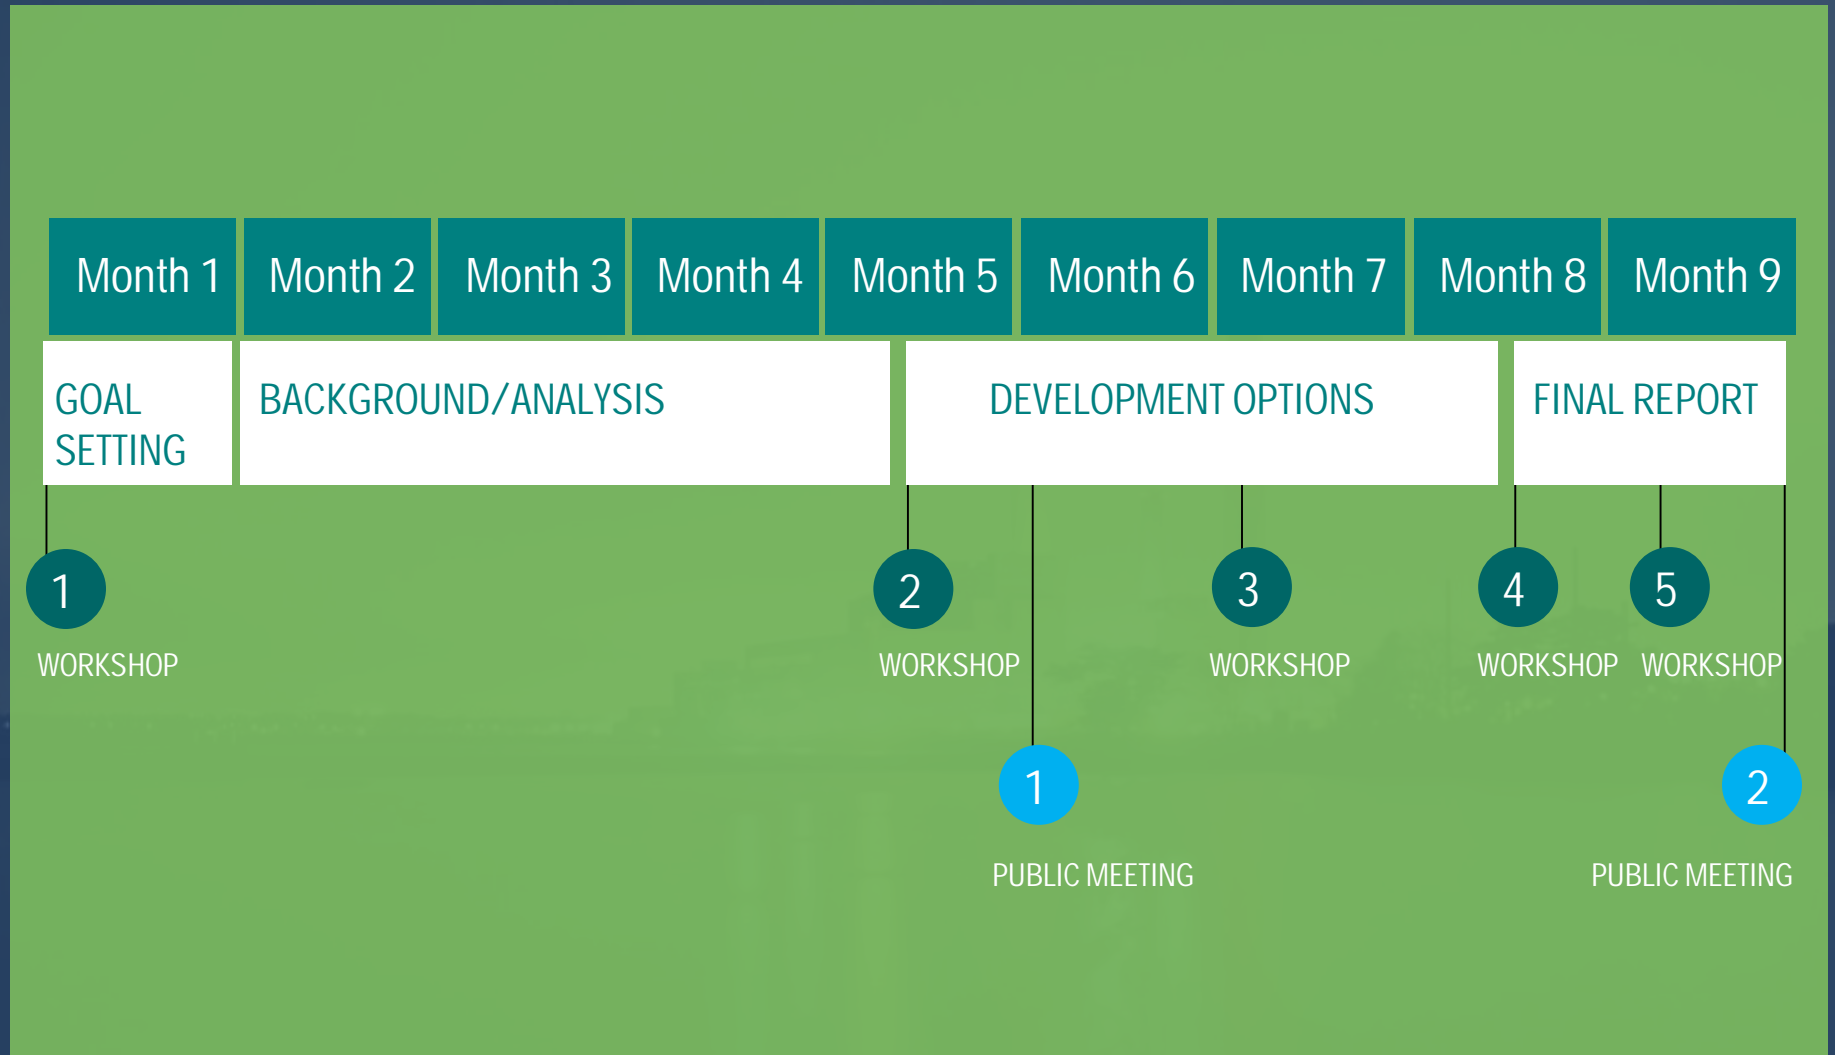 Month 1
Month 2
Month 3
Month 4
Month 5
Month 6
Month 7
Month 8
Month 9
GOAL
SETTING
BACKGROUND/ANALYSIS
DEVELOPMENT OPTIONS
FINAL REPORT
1
WORKSHOP
2
WORKSHOP
3
WORKSHOP
4
WORKSHOP
5
WORKSHOP
1
PUBLIC MEETING
2
PUBLIC MEETING